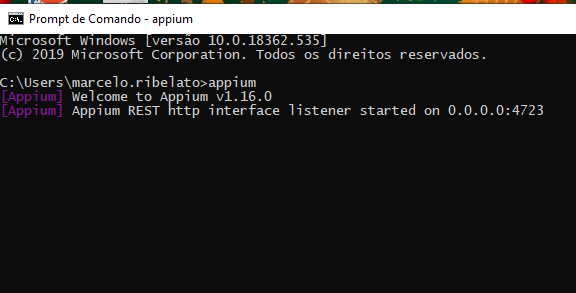 Prompt de Comando - appium
Microsoft Windows [versão 10.0.18362.535]
(c) 2019 Microsoft Corporation. Todos os direitos reservados.
C:\Users\marcelo.ribelato>appium
[Appium] Welcome to Appium v1.16.0
[Appium] Appium REST http interface listener started on 0.0.0.0:4723